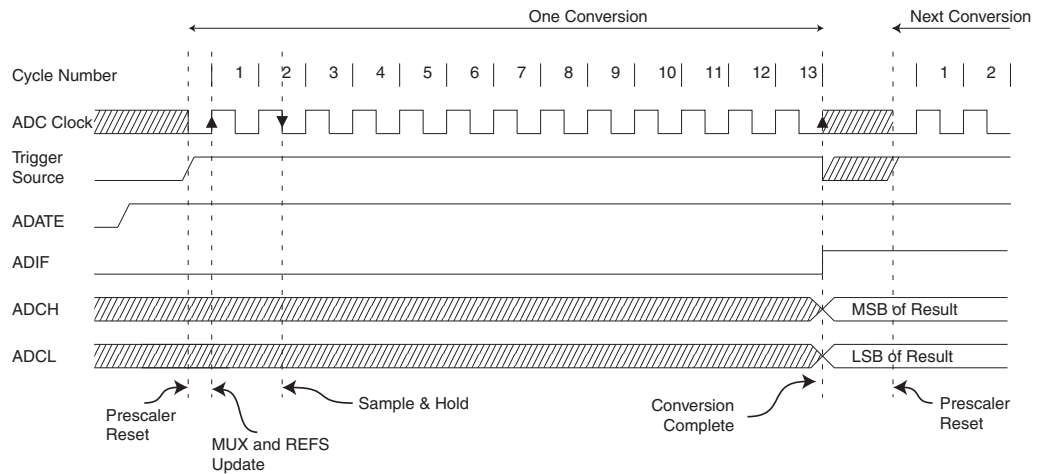 One Conversion
Next Conversion
Cycle Number
1 2 3 4 5 6 7 8 9 10 11 12 13 1 2
ADC Clock
Trigger
Source
ADATE
ADIF
ADCH
MSB of Result
ADCL
LSB of Result
Prescaler
Reset
MUX and REFS
Update
Sample & Hold
Conversion
Complete
Prescaler
Reset